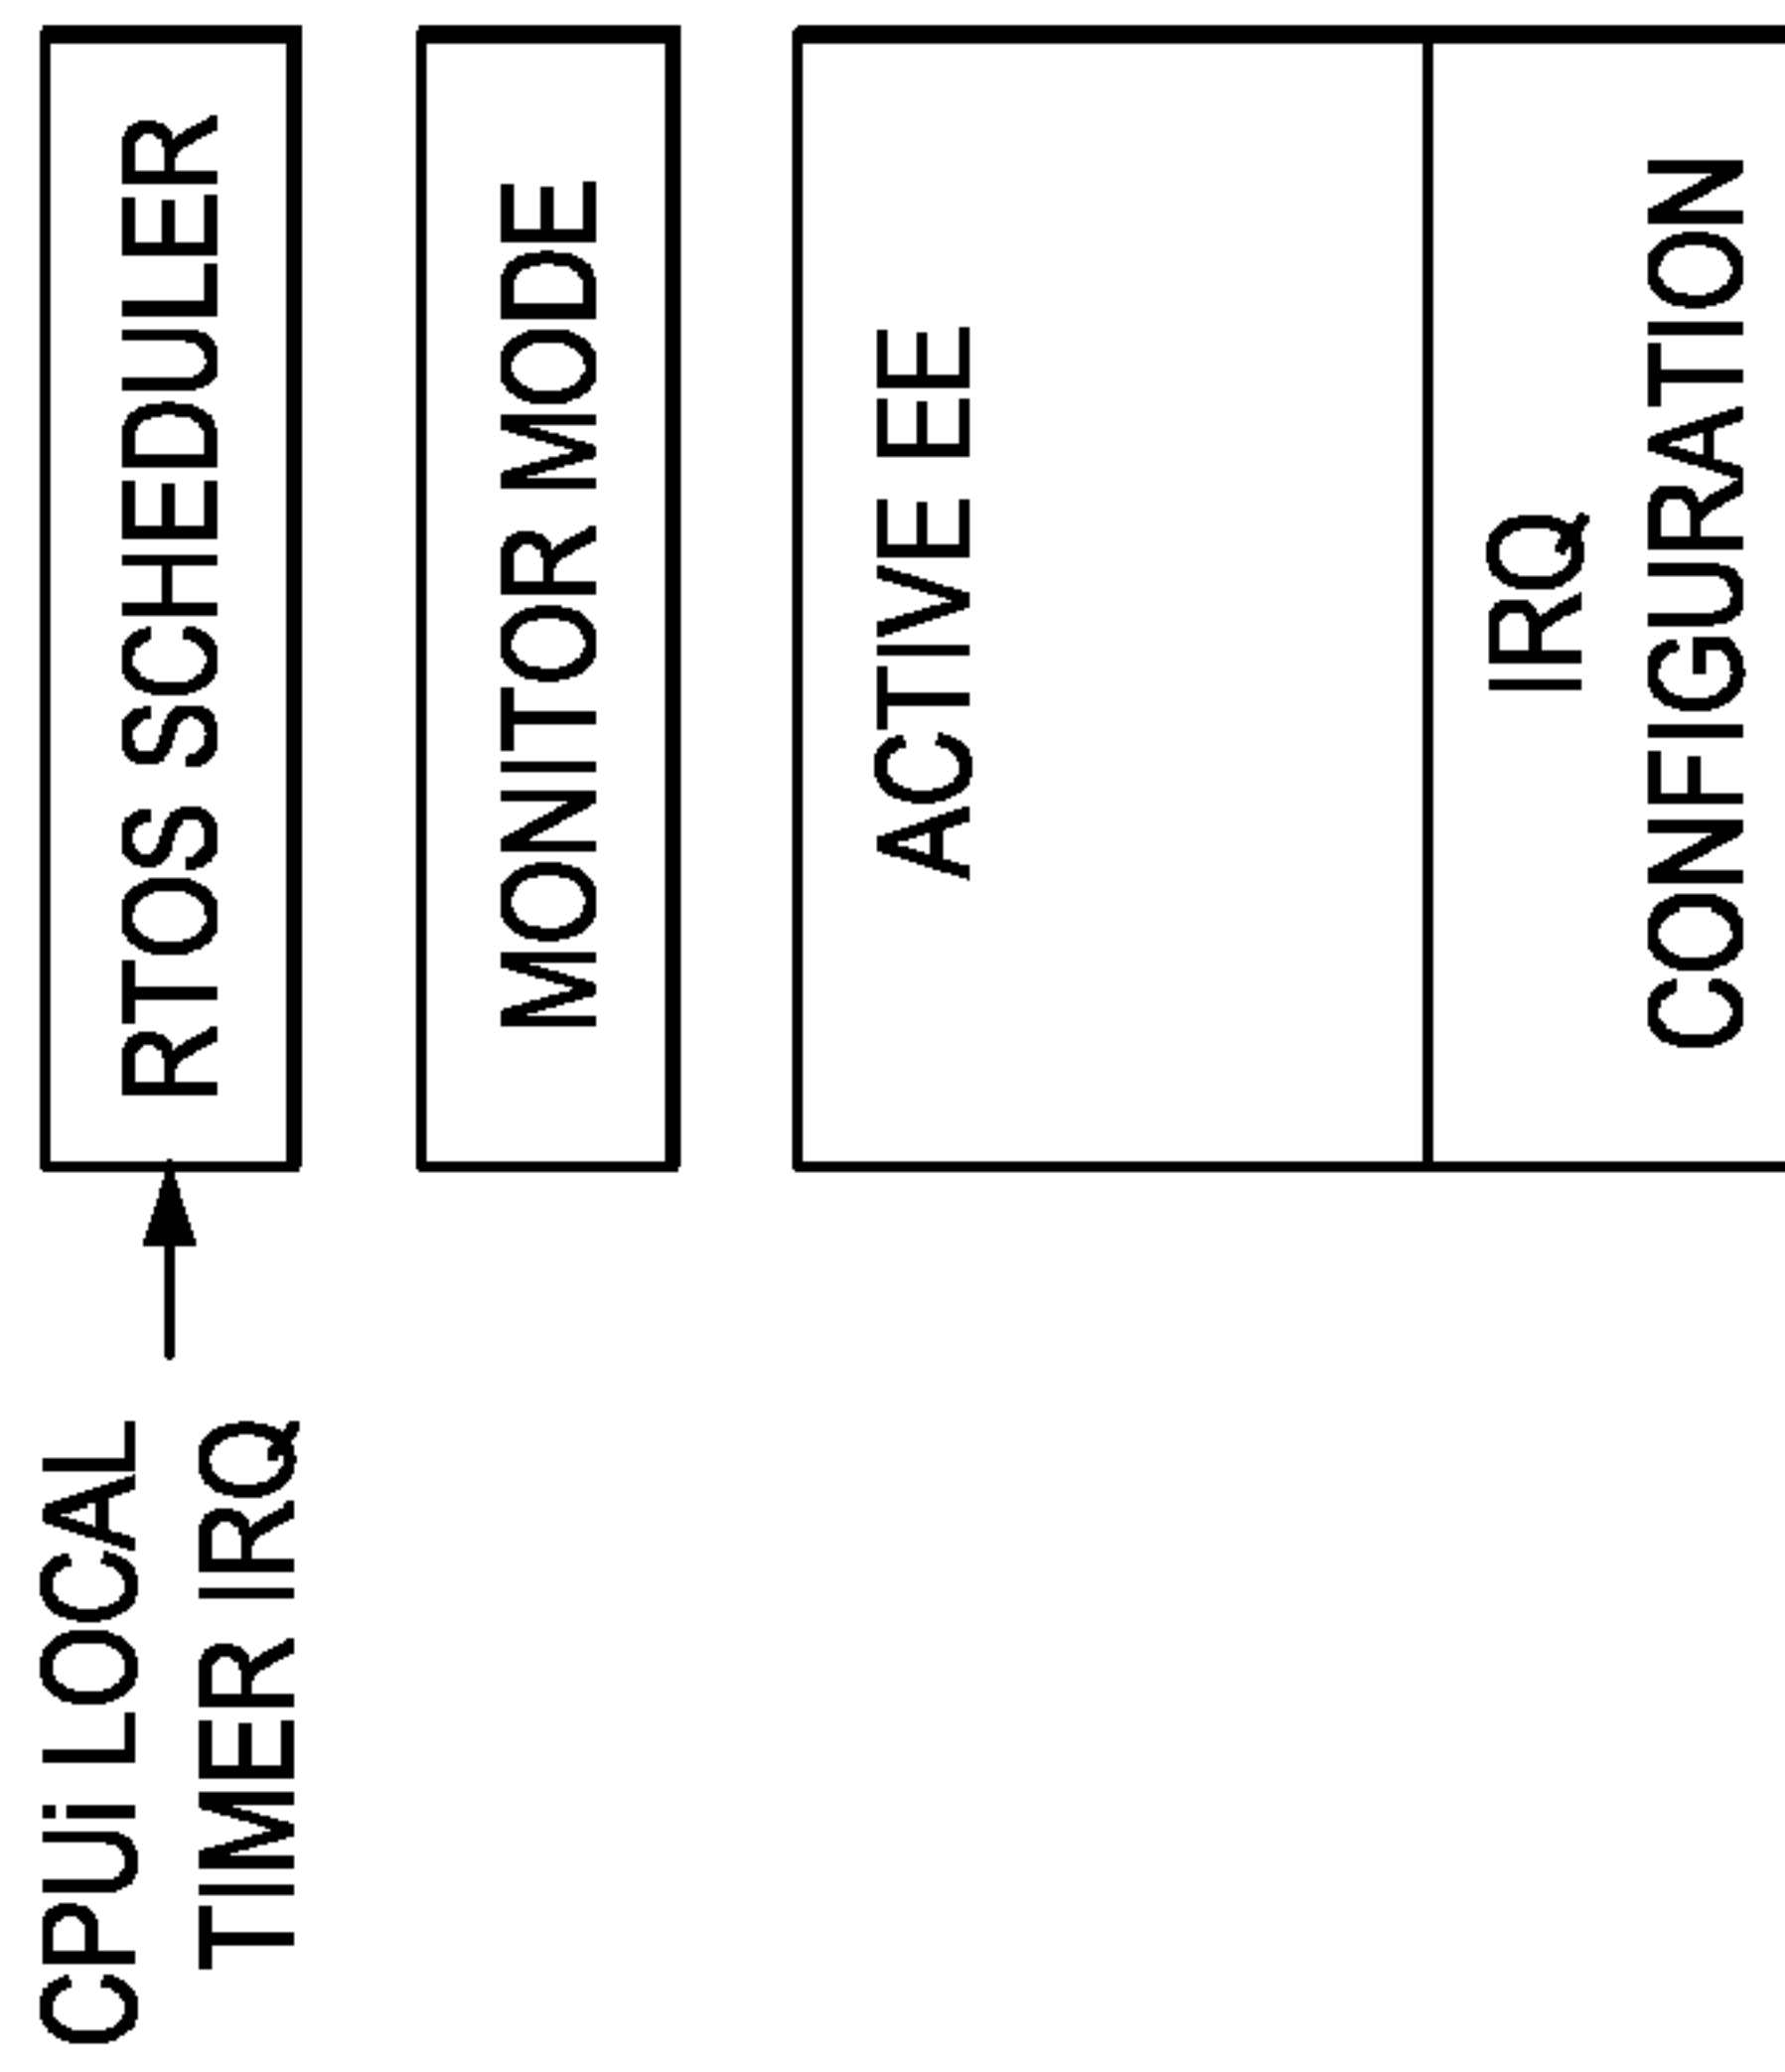 CPUi LOCAL
TIMER IRQ
RTOS SCHEDULER
MONITOR MODE
ACTIVE EE
IRQ
CONFIGURATION